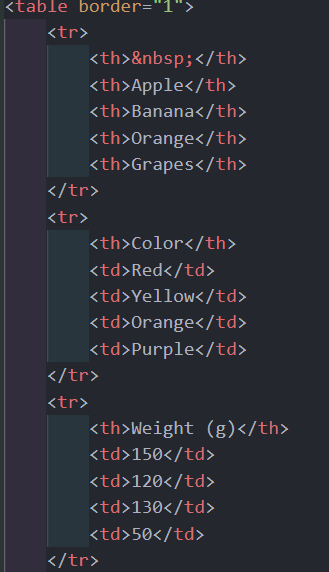 <table border="1">
<tr>
<th>&nbsp;</th>
<th>Apple</th>
<th>Banana</th>
<th>Orange</th>
<th>Grapes</th>
</tr>
<tr>
<th>Color</th>
<td>Red</td>
<td>Yellow</td>
<td>Orange</td>
<td>Purple</td>
</tr>
<tr>
<th>Weight (g)</th>
<td>150</td>
<td>120</td>
<td>130</td>
<td>50</td>
</tr>